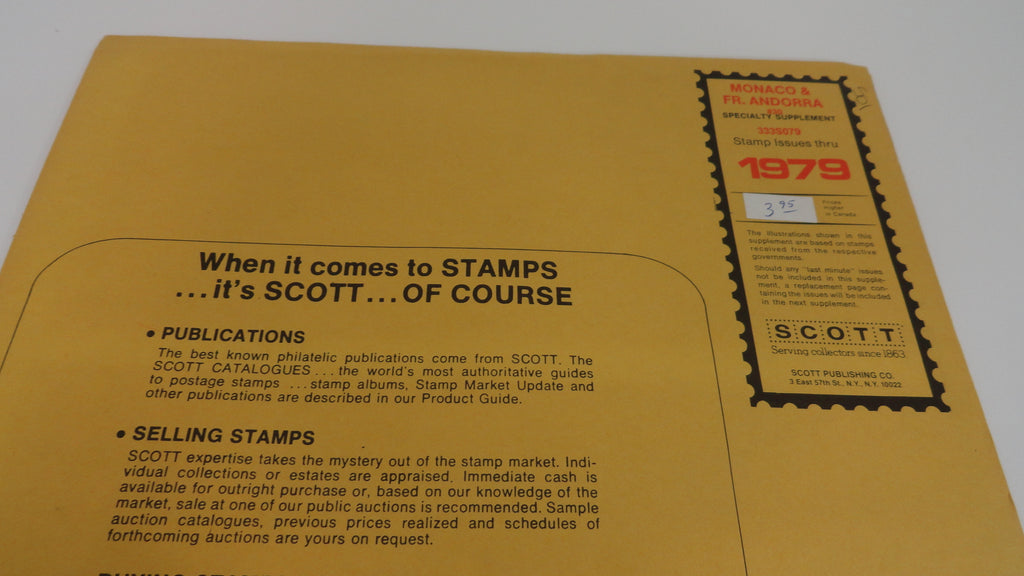 MONACO &
FR. ANDORRA
#30
SPECIALTY SUPPLEMENT
333S079
Stamp Issues thru
1979
3 95
Prices
Higher
in Canada
The illustrations shown in this
supplement are based on stamps
received from the respective
governments.
Should any "last minute" issues
not be included in this supple-
ment, a replacement page con-
taining the issues will be included
in the next supplement.
SCOTT
Serving collectors since 1863
SCOTT PUBLISHING CO.
3 East 57th St., N.Y., N.Y. 10022
When it comes to STAMPS
...it's SCOTT...OF COURSE
• PUBLICATIONS
The best known philatelic publications come from SCOTT. The
SCOTT CATALOGUES...the world's most authoritative guides
to postage stamps ...stamp albums, Stamp Market Update and
other publications are described in our Product Guide.
• SELLING STAMPS
SCOTT expertise takes the mystery out of the stamp market. Indi-
vidual collections or estates are appraised. Immediate cash is
available for outright purchase or, based on our knowledge of the
market, sale at one of our public auctions is recommended. Sample
auction catalogues, previous prices realized and schedules of
forthcoming auctions are yours on request.